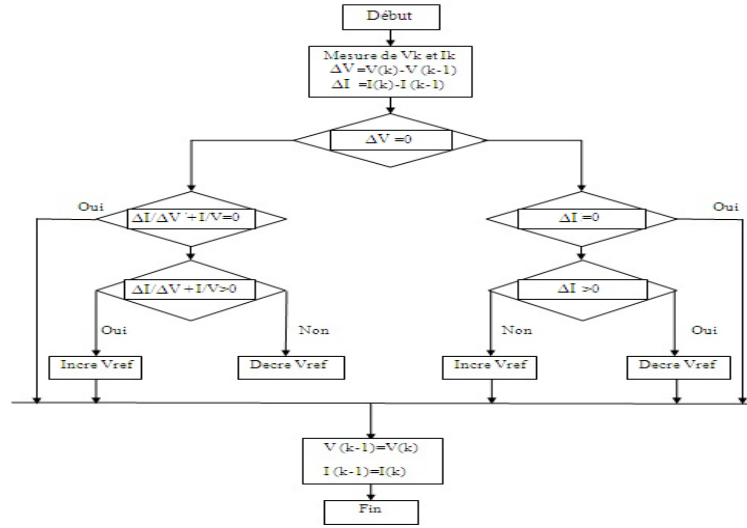 Début
Mesure de Vk et Ik
ΔV=V(k)-V (k-1)
ΔI =I(k)-I (k-1)
ΔV =0
Oui
ΔI/ΔV + I/V=0
ΔI =0
Oui
ΔI/ΔV + I/V>0
ΔI >0
Oui
Non
Non
Oui
Incre Vref
Decre Vref
Incre Vref
Decre Vref
V (k-1)=V(k)
I (k-1)=I(k)
Fin